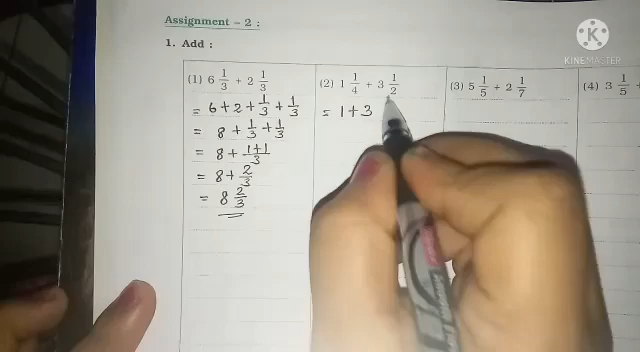 Assignment – 2 :
1. Add :
(1) 6 1/3 + 2 1/3
= 6+2+1/3+1/3
= 8 + 1/3 + 1/3
= 8 + (1+1)/3
= 8 + 2/3
= 8 2/3
(2) 1 1/4 + 3 1/2
= 1+3
(3) 5 1/5 + 2 1/7
(4) 3 1/5
K
KINEMASTER